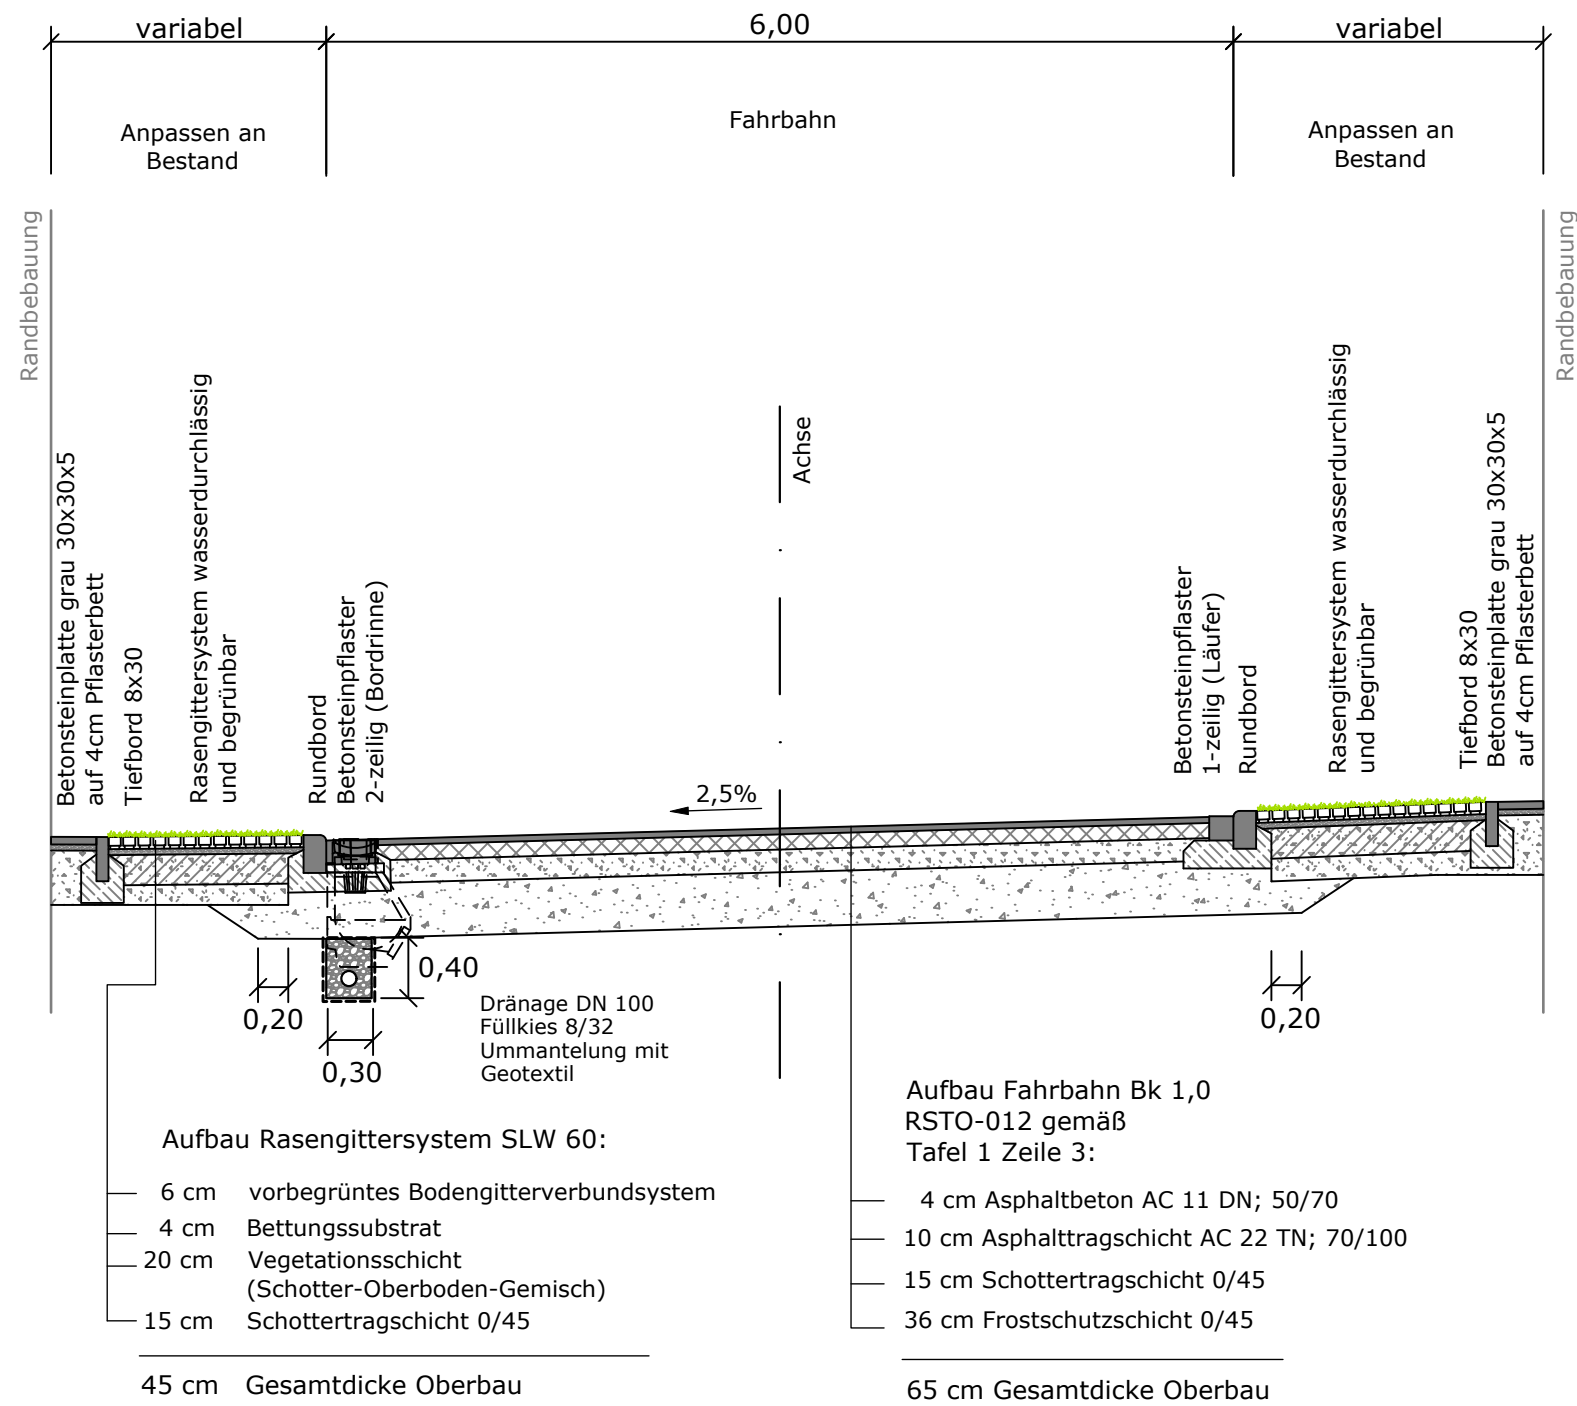 variabel
6,00
variabel
Anpassen an
Bestand
Fahrbahn
Anpassen an
Bestand
Randbebauung
Randbebauung
Betonsteinplatte grau 30x30x5
auf 4cm Pflasterbett
Tiefbord 8x30
Rasengittersystem wasserdurchlässig
und begrünbar
Rundbord
Betonsteinpflaster
2-zeilig (Bordrinne)
Achse
2,5%
Betonsteinpflaster
1-zeilig (Läufer)
Rundbord
Rasengittersystem wasserdurchlässig
und begrünbar
Tiefbord 8x30
Betonsteinplatte grau 30x30x5
auf 4cm Pflasterbett
0,20
0,30
0,40
Dränage DN 100
Füllkies 8/32
Ummantelung mit
Geotextil
0,20
Aufbau Rasengittersystem SLW 60:
6 cm vorbegrüntes Bodengitterverbundsystem
4 cm Bettungssubstrat
20 cm Vegetationsschicht
(Schotter-Oberboden-Gemisch)
15 cm Schottertragschicht 0/45
45 cm Gesamtdicke Oberbau
Aufbau Fahrbahn Bk 1,0
RSTO-012 gemäß
Tafel 1 Zeile 3:
4 cm Asphaltbeton AC 11 DN; 50/70
10 cm Asphalttragschicht AC 22 TN; 70/100
15 cm Schottertragschicht 0/45
36 cm Frostschutzschicht 0/45
65 cm Gesamtdicke Oberbau